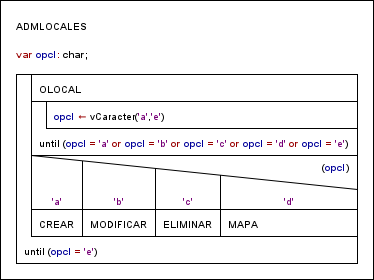 ADMLOCALES
var opcl: char;
OLOCAL
opcl ← vCaracter('a','e')
until (opcl = 'a' or opcl = 'b' or opcl = 'c' or opcl = 'd' or opcl = 'e')
(opcl)
'a' 'b' 'c' 'd'
CREAR MODIFICAR ELIMINAR MAPA
until (opcl = 'e')